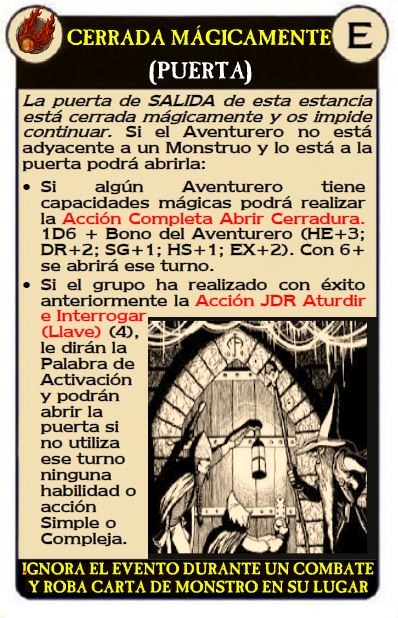 CERRADA MÁGICAMENTE
E
(PUERTA)
La puerta de SALIDA de esta estancia
está cerrada mágicamente y os impide
continuar. Si el Aventurero no está
adyacente a un Monstruo y lo está a la
puerta podrá abrirla:
• Si algún Aventurero tiene
capacidades mágicas podrá realizar
la Acción Completa Abrir Cerradura.
1D6 + Bono del Aventurero (HE+3;
DR+2; SG+1; HS+1; EX+2). Con 6+
se abrirá ese turno.
• Si el grupo ha realizado con éxito
anteriormente la Acción JDR Aturdir
e Interrogar
(Llave) (4),
le dirán la
Palabra de
Activación
y podrán
abrir la
puerta si
no utiliza
ese turno
ninguna
habilidad o
acción
Simple o
Compleja.
IGNORA EL EVENTO DURANTE UN COMBATE
Y ROBA CARTA DE MONSTRO EN SU LUGAR